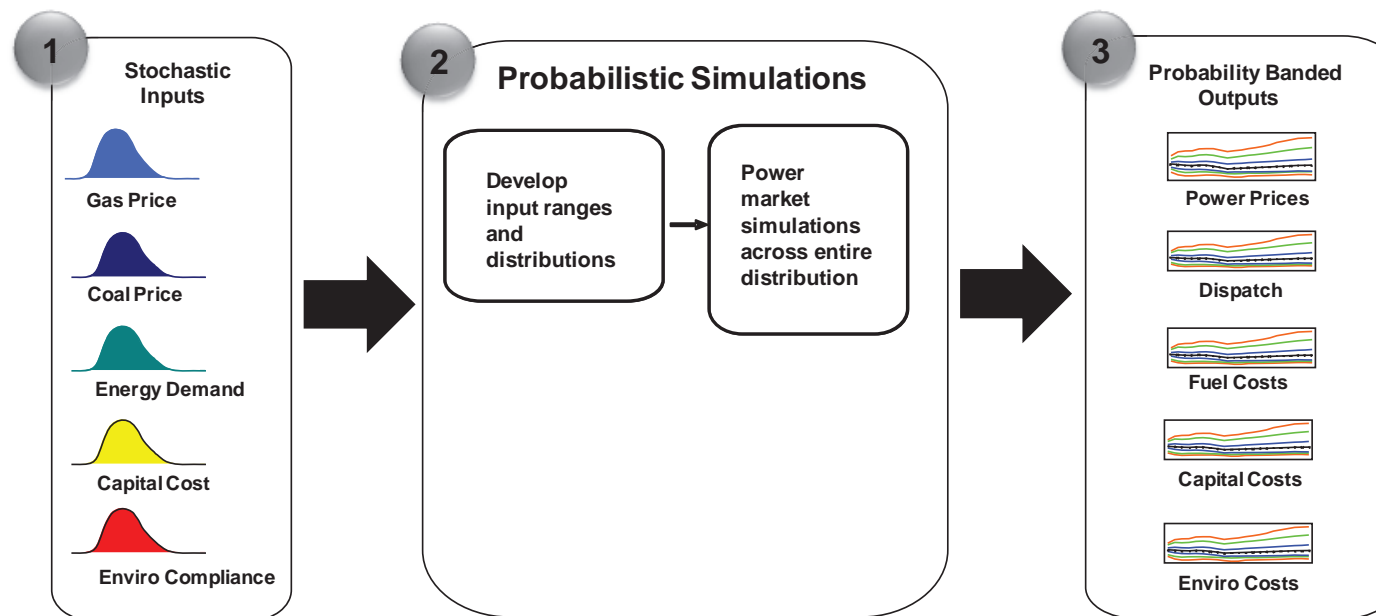 1
Stochastic
Inputs
Gas Price
Coal Price
Energy Demand
Capital Cost
Enviro Compliance
2
Probabilistic Simulations
Develop
input ranges
and
distributions
Power
market
simulations
across entire
distribution
3
Probability Banded
Outputs
Power Prices
Dispatch
Fuel Costs
Capital Costs
Enviro Costs